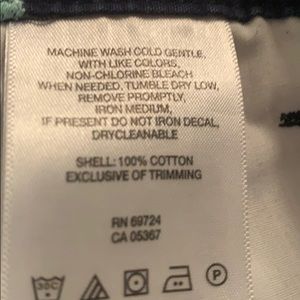 MACHINE WASH COLD GENTLE,
WITH LIKE COLORS,
NON-CHLORINE BLEACH
WHEN NEEDED, TUMBLE DRY LOW,
REMOVE PROMPTLY,
IRON MEDIUM,
IF PRESENT DO NOT IRON DECAL,
DRYCLEANABLE
SHELL: 100% COTTON
EXCLUSIVE OF TRIMMING
RN 69724
CA 05367
30C P